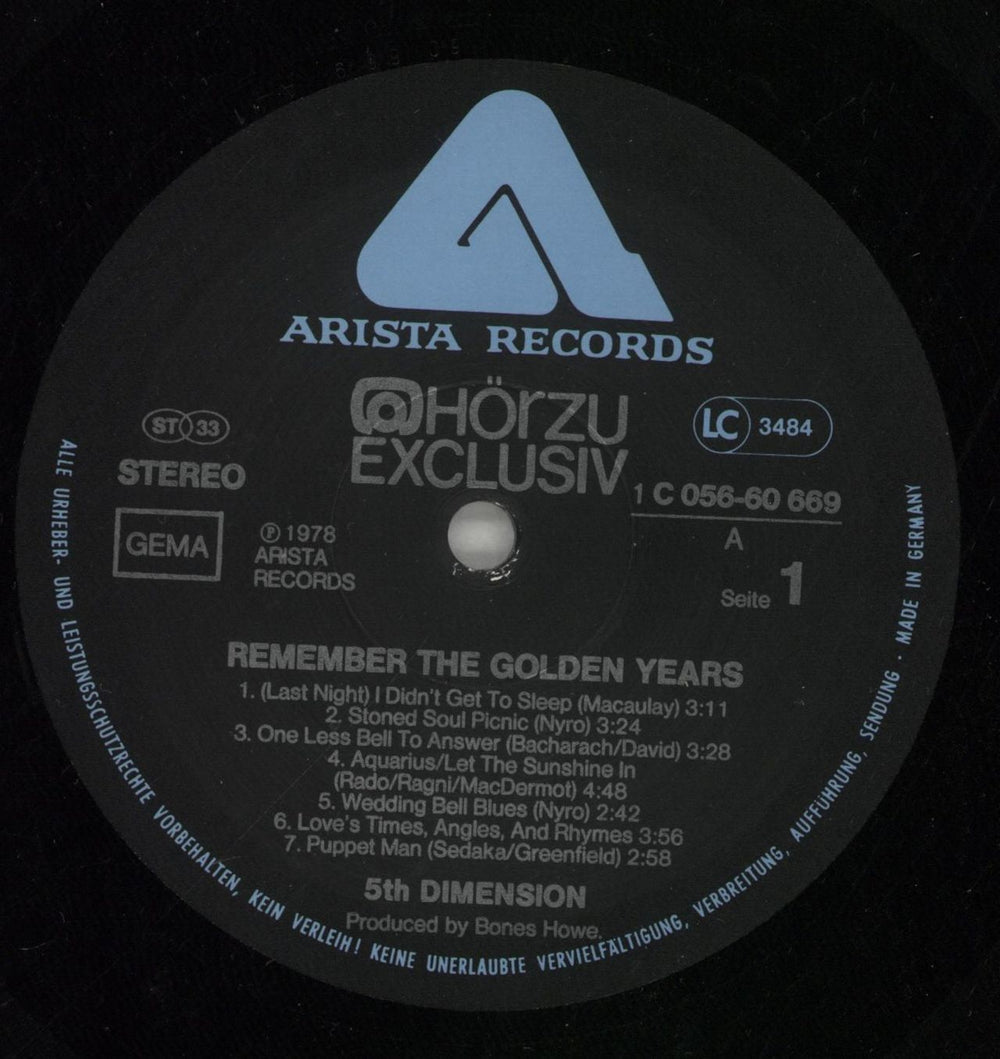 ARISTA RECORDS
HÖrZU
EXCLUSIV
ST 33
STEREO
GEMA
℗ 1978
ARISTA
RECORDS
LC 3484
1 C 056-60 669
A
Seite 1
REMEMBER THE GOLDEN YEARS
1. (Last Night) I Didn't Get To Sleep (Macaulay) 3:11
2. Stoned Soul Picnic (Nyro) 3:24
3. One Less Bell To Answer (Bacharach/David) 3:28
4. Aquarius/Let The Sunshine In
(Rado/Ragni/MacDermot) 4:48
5. Wedding Bell Blues (Nyro) 2:42
6. Love's Times, Angles, And Rhymes 3:56
7. Puppet Man (Sedaka/Greenfield) 2:58
5th DIMENSION
Produced by Bones Howe.
ALLE URHEBER- UND LEISTUNGSSCHUTZRECHTE VORBEHALTEN, KEIN VERLEIH! KEINE UNERLAUBTE VERVIELFÄLTIGUNG, VERBREITUNG, AUFFÜHRUNG, SENDUNG · MADE IN GERMANY